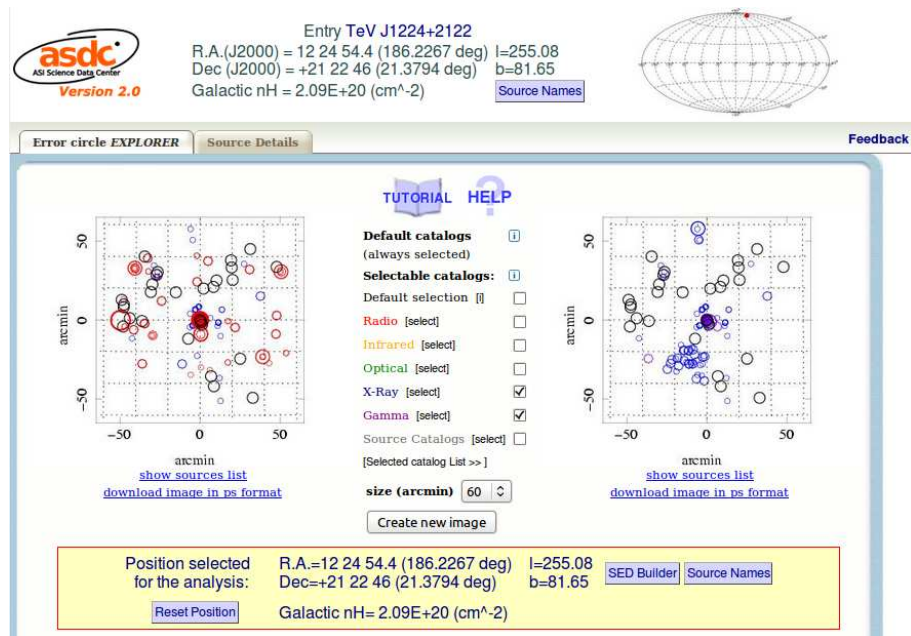 asdc
ASI Science Data Center
Version 2.0
Entry TeV J1224+2122
R.A.(J2000) = 12 24 54.4 (186.2267 deg) l=255.08
Dec (J2000) = +21 22 46 (21.3794 deg) b=81.65
Galactic nH = 2.09E+20 (cm^-2)
Source Names
Error circle EXPLORER
Source Details
Feedback
TUTORIAL
HELP ?
50
0
−50
arcmin
−50 0 50
arcmin
show sources list
download image in ps format
Default catalogs i
(always selected)
Selectable catalogs: i
Default selection [i]
Radio [select]
Infrared [select]
Optical [select]
X-Ray [select]
Gamma [select]
Source Catalogs [select]
[Selected catalog List >> ]
size (arcmin) 60
Create new image
50
0
−50
arcmin
−50 0 50
arcmin
show sources list
download image in ps format
Position selected
for the analysis:
R.A.=12 24 54.4 (186.2267 deg) l=255.08
Dec=+21 22 46 (21.3794 deg) b=81.65
SED Builder
Source Names
Reset Position
Galactic nH= 2.09E+20 (cm^-2)